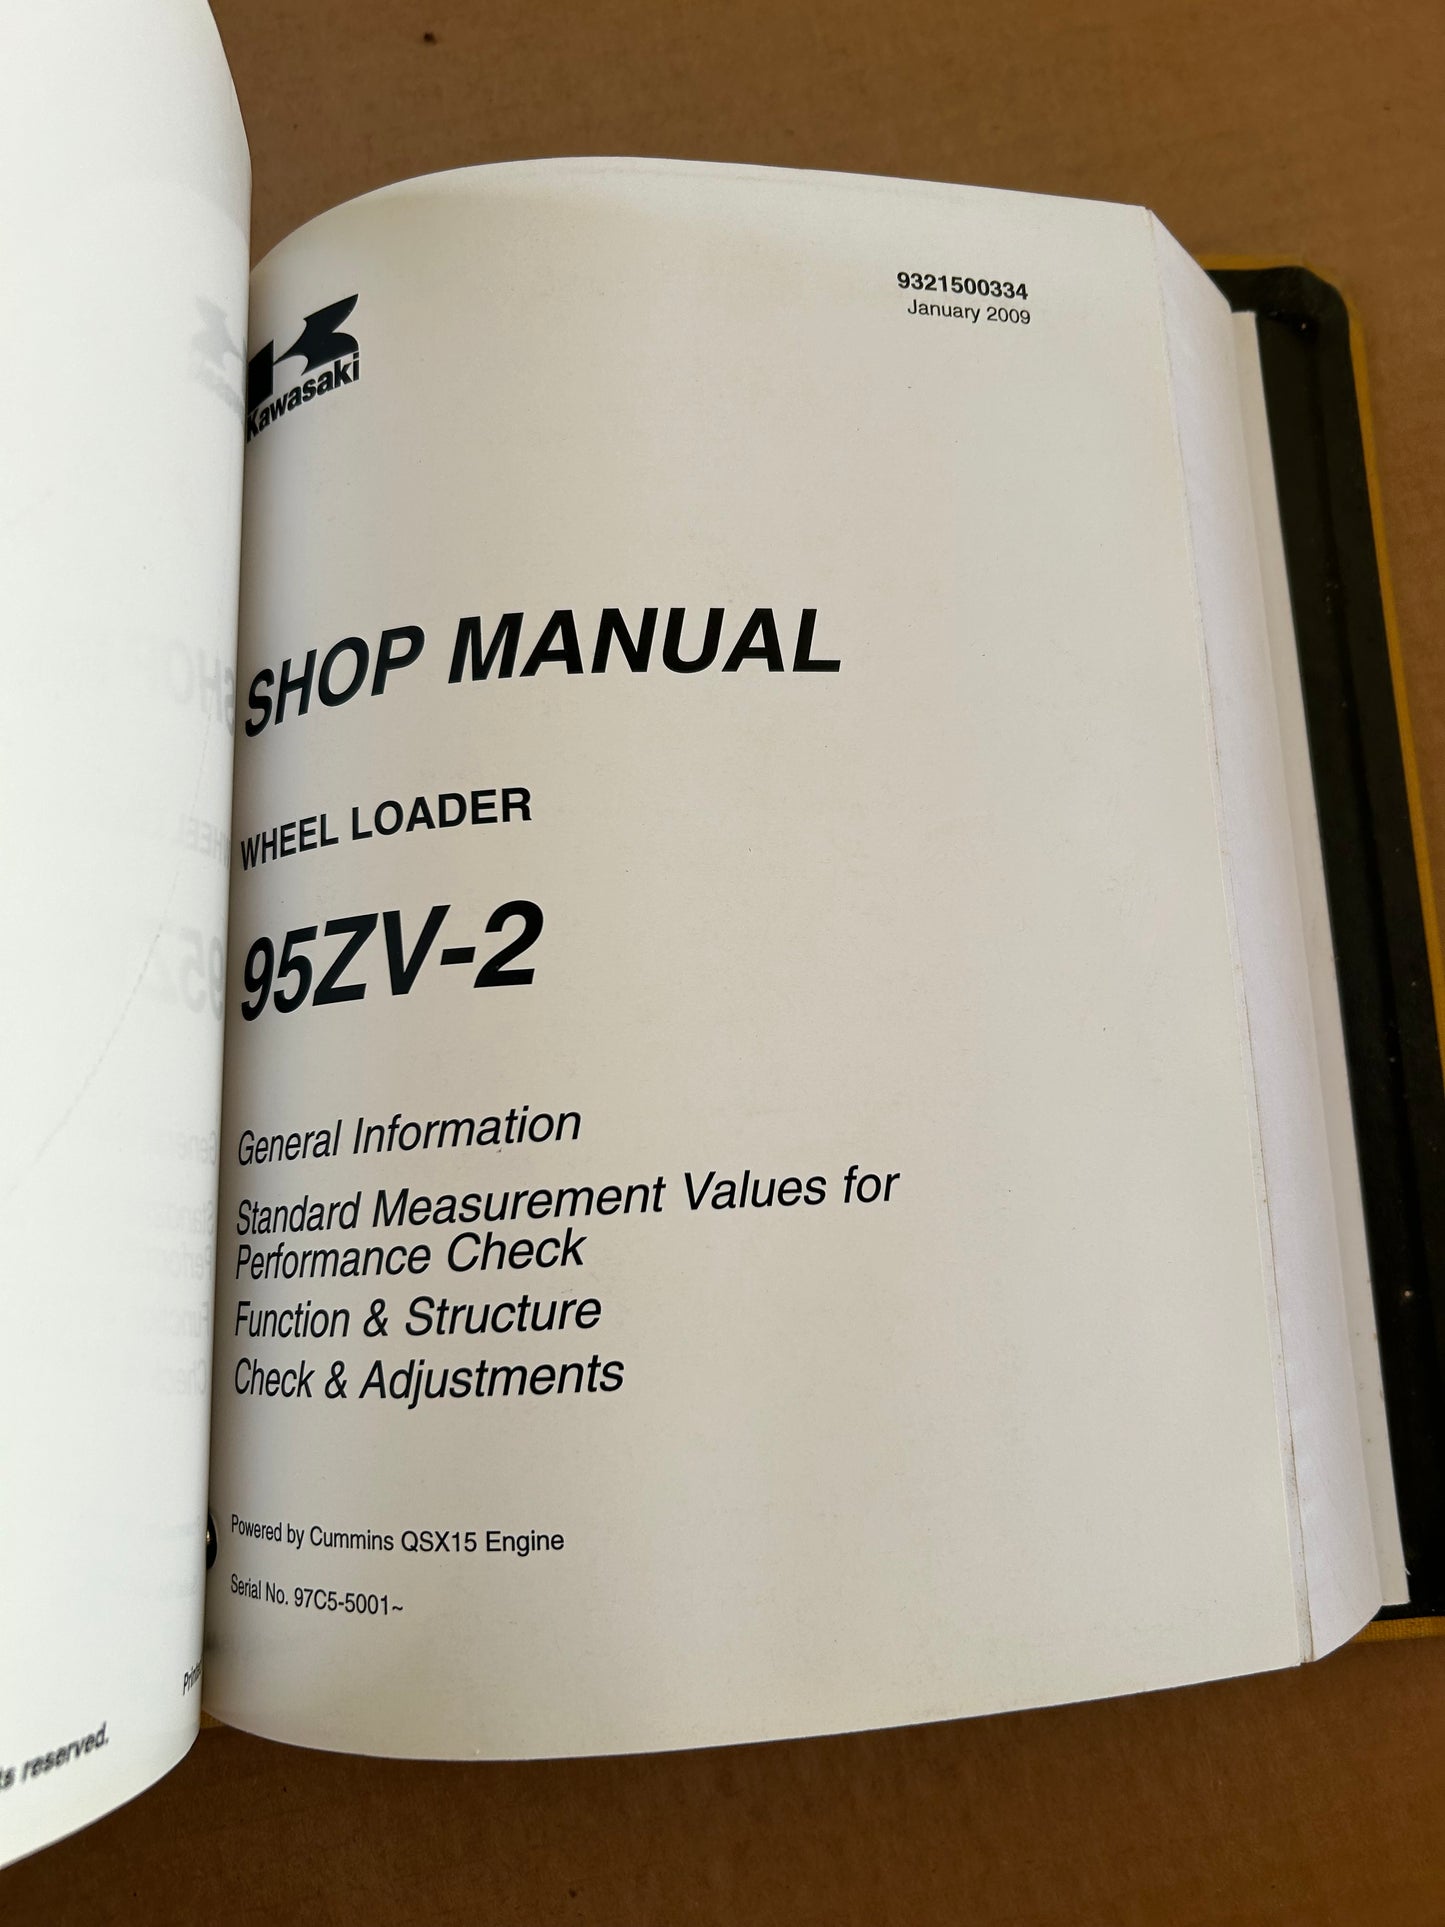 9321500334
January 2009
Kawasaki
SHOP MANUAL
WHEEL LOADER
95ZV-2
General Information
Standard Measurement Values for
Performance Check
Function & Structure
Check & Adjustments
Powered by Cummins QSX15 Engine
Serial No. 97C5-5001~
reserved.